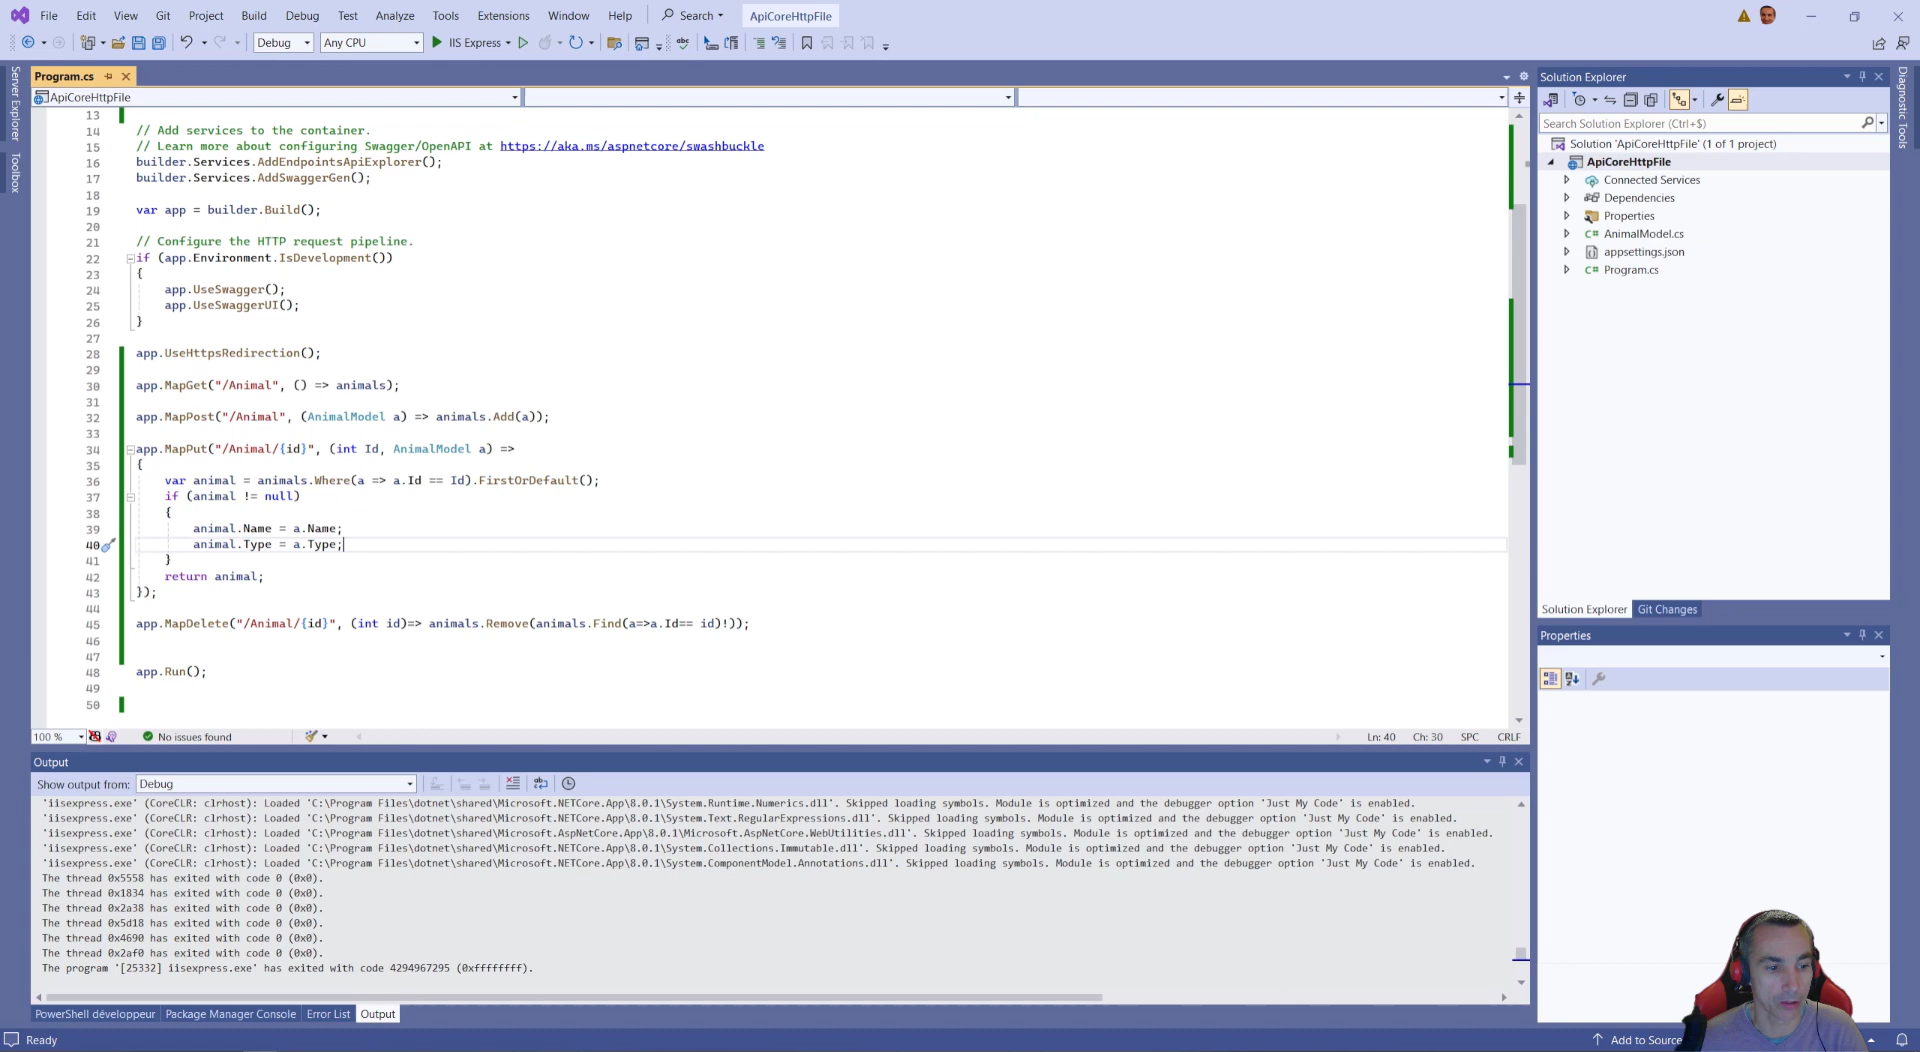 File Edit View Git Project Build Debug Test Analyze Tools Extensions Window Help Search ApiCoreHttpFile
Debug Any CPU IIS Express
Server Explorer
Toolbox
Program.cs
ApiCoreHttpFile
13
14 // Add services to the container.
15 // Learn more about configuring Swagger/OpenAPI at https://aka.ms/aspnetcore/swashbuckle
16 builder.Services.AddEndpointsApiExplorer();
17 builder.Services.AddSwaggerGen();
18
19 var app = builder.Build();
20
21 // Configure the HTTP request pipeline.
22 if (app.Environment.IsDevelopment())
23 {
24 app.UseSwagger();
25 app.UseSwaggerUI();
26 }
27
28 app.UseHttpsRedirection();
29
30 app.MapGet("/Animal", () => animals);
31
32 app.MapPost("/Animal", (AnimalModel a) => animals.Add(a));
33
34 app.MapPut("/Animal/{id}", (int Id, AnimalModel a) =>
35 {
36 var animal = animals.Where(a => a.Id == Id).FirstOrDefault();
37 if (animal != null)
38 {
39 animal.Name = a.Name;
40 animal.Type = a.Type;
41 }
42 return animal;
43 });
44
45 app.MapDelete("/Animal/{id}", (int id)=> animals.Remove(animals.Find(a=>a.Id== id)!));
46
47
48 app.Run();
49
50
100 % No issues found Ln: 40 Ch: 30 SPC CRLF
Output
Show output from: Debug
'iisexpress.exe' (CoreCLR: clrhost): Loaded 'C:\Program Files\dotnet\shared\Microsoft.NETCore.App\8.0.1\System.Runtime.Numerics.dll'. Skipped loading symbols. Module is optimized and the debugger option 'Just My Code' is enabled.
'iisexpress.exe' (CoreCLR: clrhost): Loaded 'C:\Program Files\dotnet\shared\Microsoft.NETCore.App\8.0.1\System.Text.RegularExpressions.dll'. Skipped loading symbols. Module is optimized and the debugger option 'Just My Code' is enabled.
'iisexpress.exe' (CoreCLR: clrhost): Loaded 'C:\Program Files\dotnet\shared\Microsoft.AspNetCore.App\8.0.1\Microsoft.AspNetCore.WebUtilities.dll'. Skipped loading symbols. Module is optimized and the debugger option 'Just My Code' is enabled.
'iisexpress.exe' (CoreCLR: clrhost): Loaded 'C:\Program Files\dotnet\shared\Microsoft.NETCore.App\8.0.1\System.Collections.Immutable.dll'. Skipped loading symbols. Module is optimized and the debugger option 'Just My Code' is enabled.
'iisexpress.exe' (CoreCLR: clrhost): Loaded 'C:\Program Files\dotnet\shared\Microsoft.NETCore.App\8.0.1\System.ComponentModel.Annotations.dll'. Skipped loading symbols. Module is optimized and the debugger option 'Just My Code' is enabled.
The thread 0x5558 has exited with code 0 (0x0).
The thread 0x1834 has exited with code 0 (0x0).
The thread 0x2a38 has exited with code 0 (0x0).
The thread 0x5d18 has exited with code 0 (0x0).
The thread 0x4690 has exited with code 0 (0x0).
The thread 0x2af0 has exited with code 0 (0x0).
The program '[25332] iisexpress.exe' has exited with code 4294967295 (0xffffffff).
PowerShell développeur Package Manager Console Error List Output
Ready
Add to Source
Solution Explorer
Search Solution Explorer (Ctrl+$)
Solution 'ApiCoreHttpFile' (1 of 1 project)
ApiCoreHttpFile
Connected Services
Dependencies
Properties
C# AnimalModel.cs
appsettings.json
C# Program.cs
Solution Explorer Git Changes
Properties
Diagnostic Tools